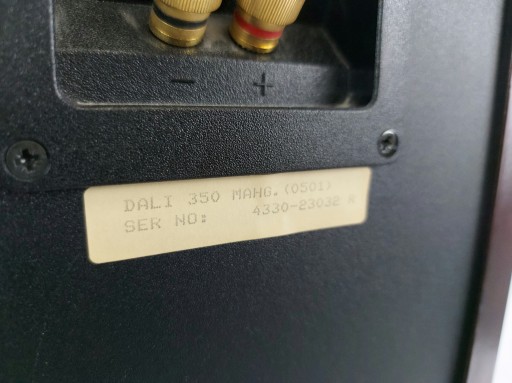 - +
DALI 350 MAHG.(0501)
SER NO: 4330-23032 N